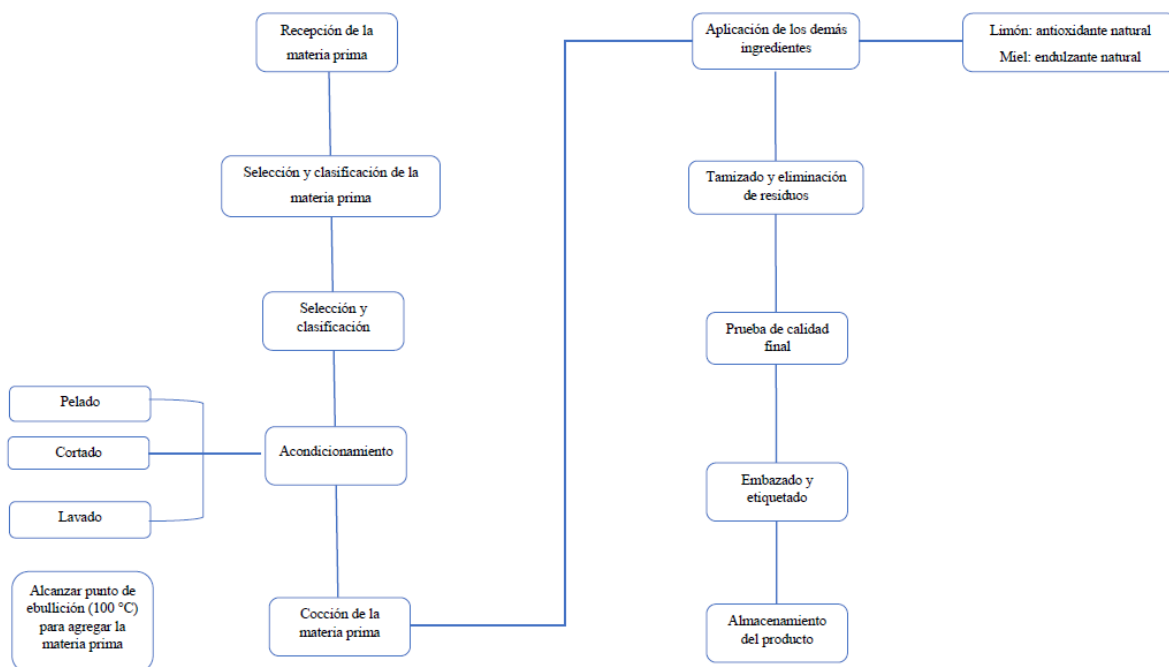 Recepción de la
materia prima
Selección y clasificación de la
materia prima
Selección y
clasificación
Pelado
Cortado
Lavado
Acondicionamiento
Alcanzar punto de
ebullición (100 °C)
para agregar la
materia prima
Cocción de la
materia prima
Aplicación de los demás
ingredientes
Limón: antioxidante natural
Miel: endulzante natural
Tamizado y eliminación
de residuos
Prueba de calidad
final
Embazado y
etiquetado
Almacenamiento
del producto